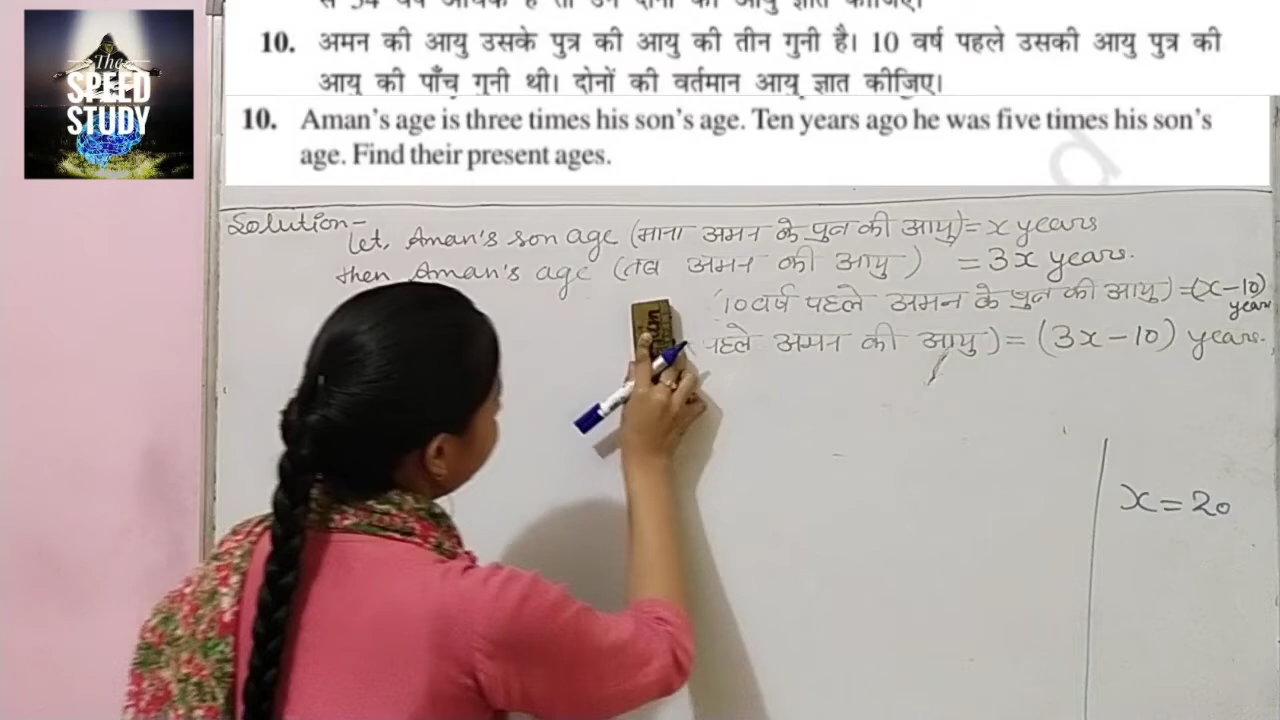 The
SPEED
STUDY
10. अमन की आयु उसके पुत्र की आयु की तीन गुनी है। 10 वर्ष पहले उसकी आयु पुत्र की
आयु की पाँच गुनी थी। दोनों की वर्तमान आयु ज्ञात कीजिए।
10. Aman's age is three times his son's age. Ten years ago he was five times his son's
age. Find their present ages.
Solution-
Let, Aman's son age (माना अमन के पुत्र की आयु) = x years
then Aman's age (तब अमन की आयु) = 3x years.
10 वर्ष पहले अमन के पुत्र की आयु) = (x-10) years
पहले अमन की आयु) = (3x-10) years.
x = 20